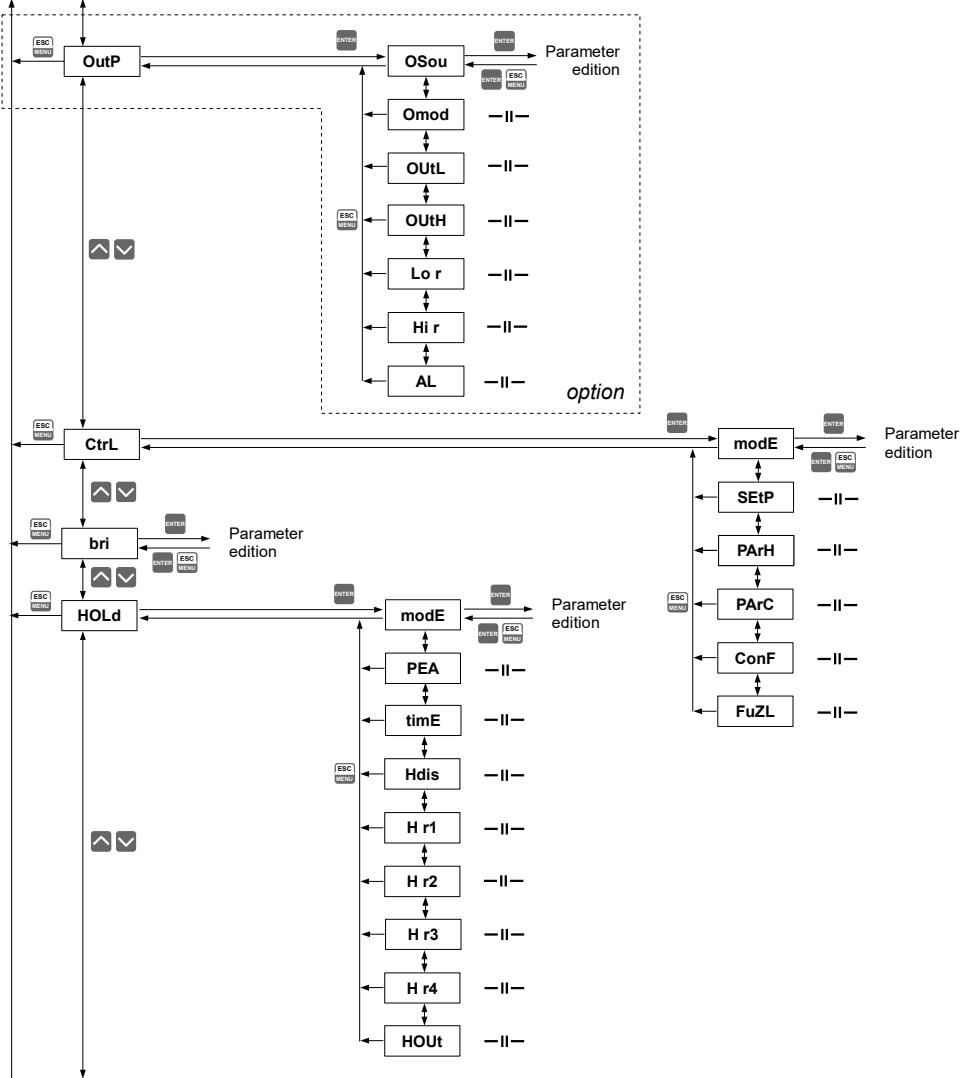 ESC
MENU
OutP
ENTER
OSou
ENTER
ENTER
ESC
MENU
Parameter
edition
Omod
—II—
OUtL
—II—
ESC
MENU
OUtH
—II—
Lo r
—II—
Hi r
—II—
AL
—II—
option
ESC
MENU
CtrL
ENTER
modE
ENTER
ENTER
ESC
MENU
Parameter
edition
SEtP
—II—
PArH
—II—
ESC
MENU
PArC
—II—
ConF
—II—
FuZL
—II—
ESC
MENU
bri
ENTER
ENTER
ESC
MENU
Parameter
edition
ESC
MENU
HOLd
ENTER
modE
ENTER
ENTER
ESC
MENU
Parameter
edition
PEA
—II—
timE
—II—
ESC
MENU
Hdis
—II—
H r1
—II—
H r2
—II—
H r3
—II—
H r4
—II—
HOUt
—II—